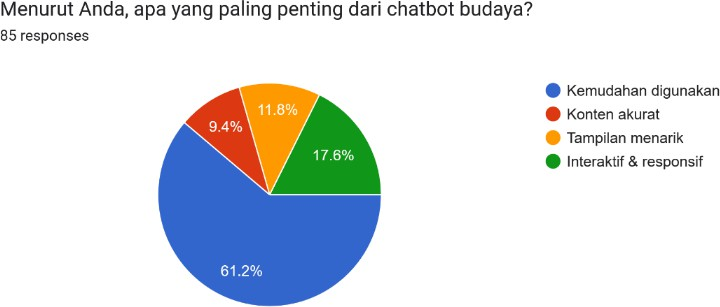 Menurut Anda, apa yang paling penting dari chatbot budaya?
85 responses
11.8%
9.4%
17.6%
61.2%
Kemudahan digunakan
Konten akurat
Tampilan menarik
Interaktif & responsif